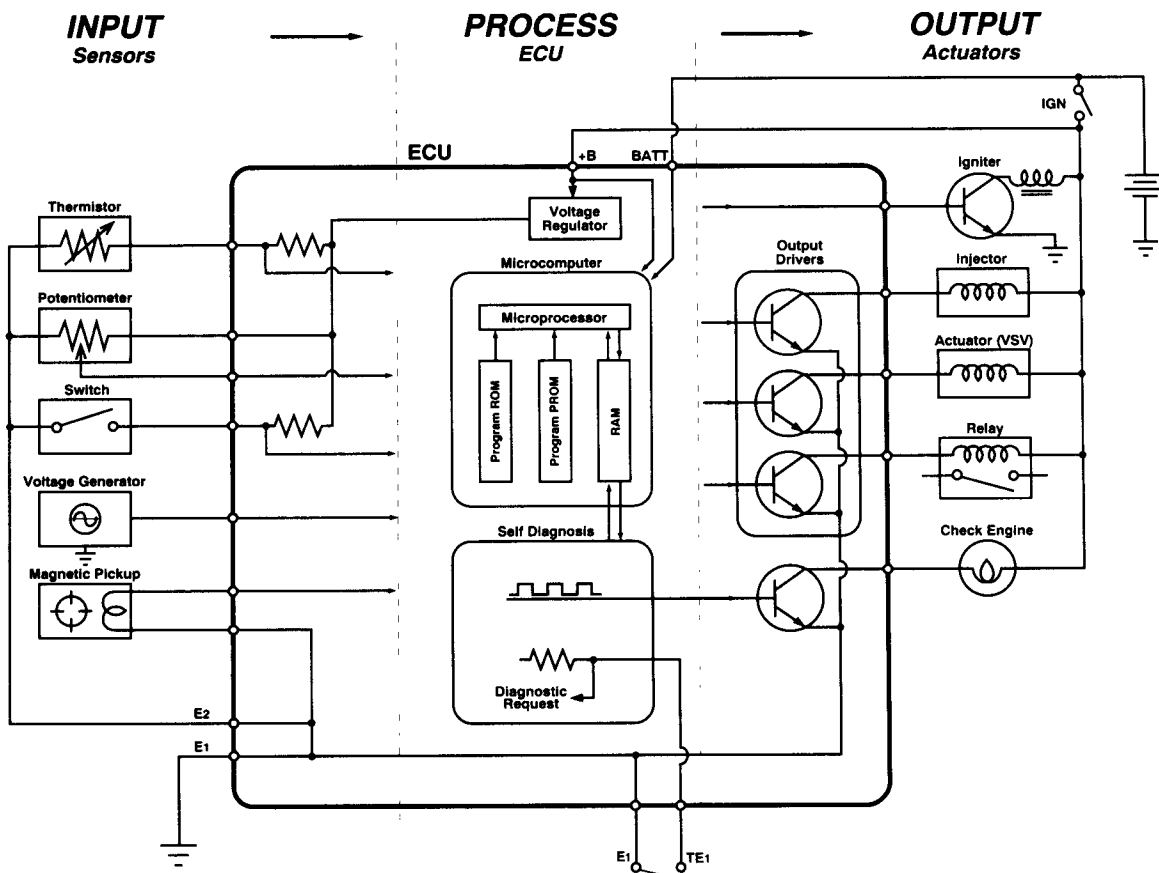 INPUT
Sensors
PROCESS
ECU
OUTPUT
Actuators
IGN
ECU
+B
BATT
Igniter
Thermistor
Voltage
Regulator
Output
Drivers
Microcomputer
Injector
Potentiometer
Microprocessor
Actuator (VSV)
Switch
Program ROM
Program PROM
RAM
Relay
Voltage Generator
Self Diagnosis
Check Engine
Magnetic Pickup
Diagnostic
Request
E2
E1
E1
TE1